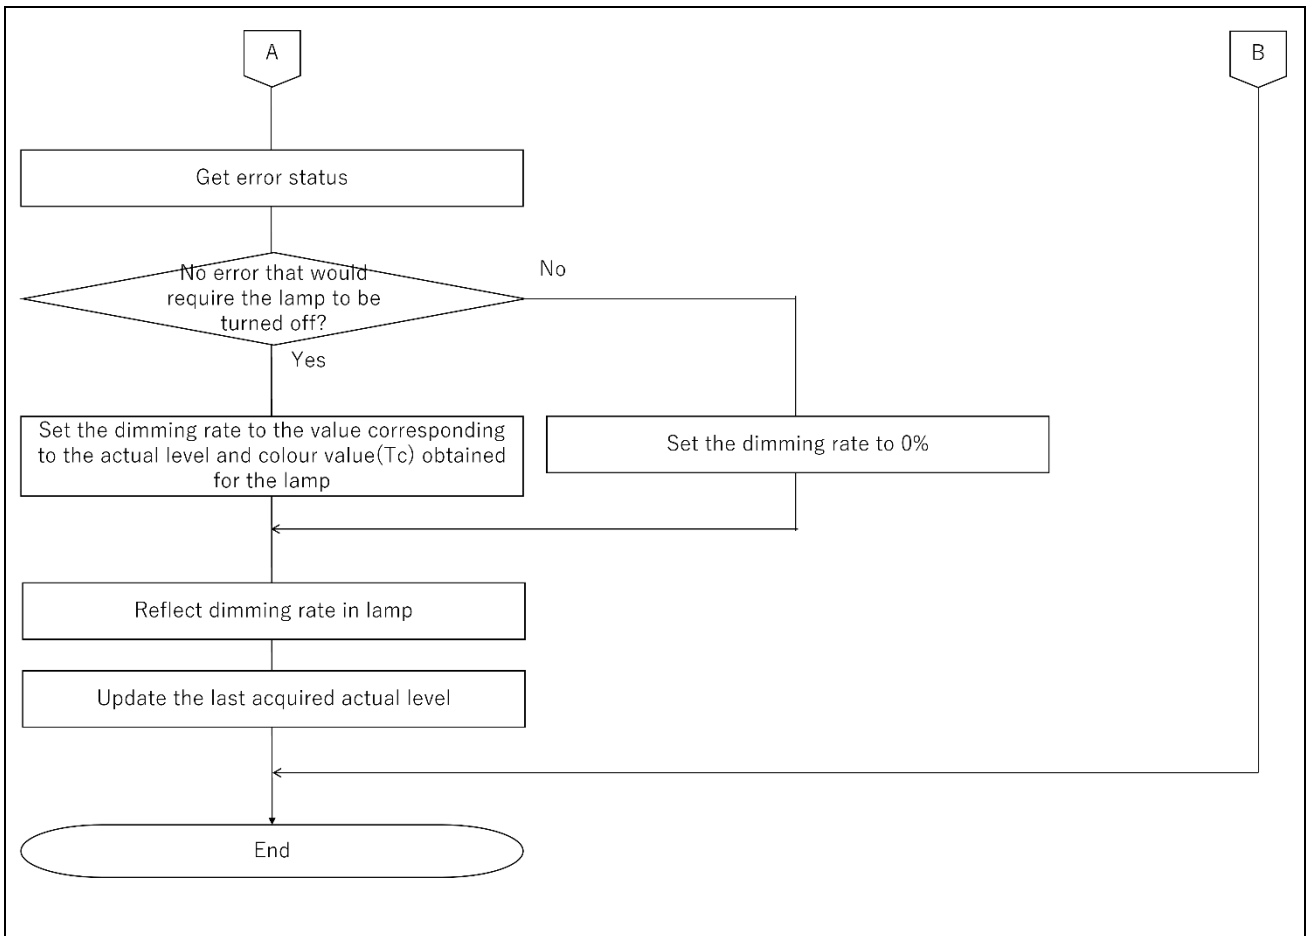 A
B
Get error status
No error that would
require the lamp to be
turned off?
No
Yes
Set the dimming rate to the value corresponding
to the actual level and colour value(Tc) obtained
for the lamp
Set the dimming rate to 0%
Reflect dimming rate in lamp
Update the last acquired actual level
End